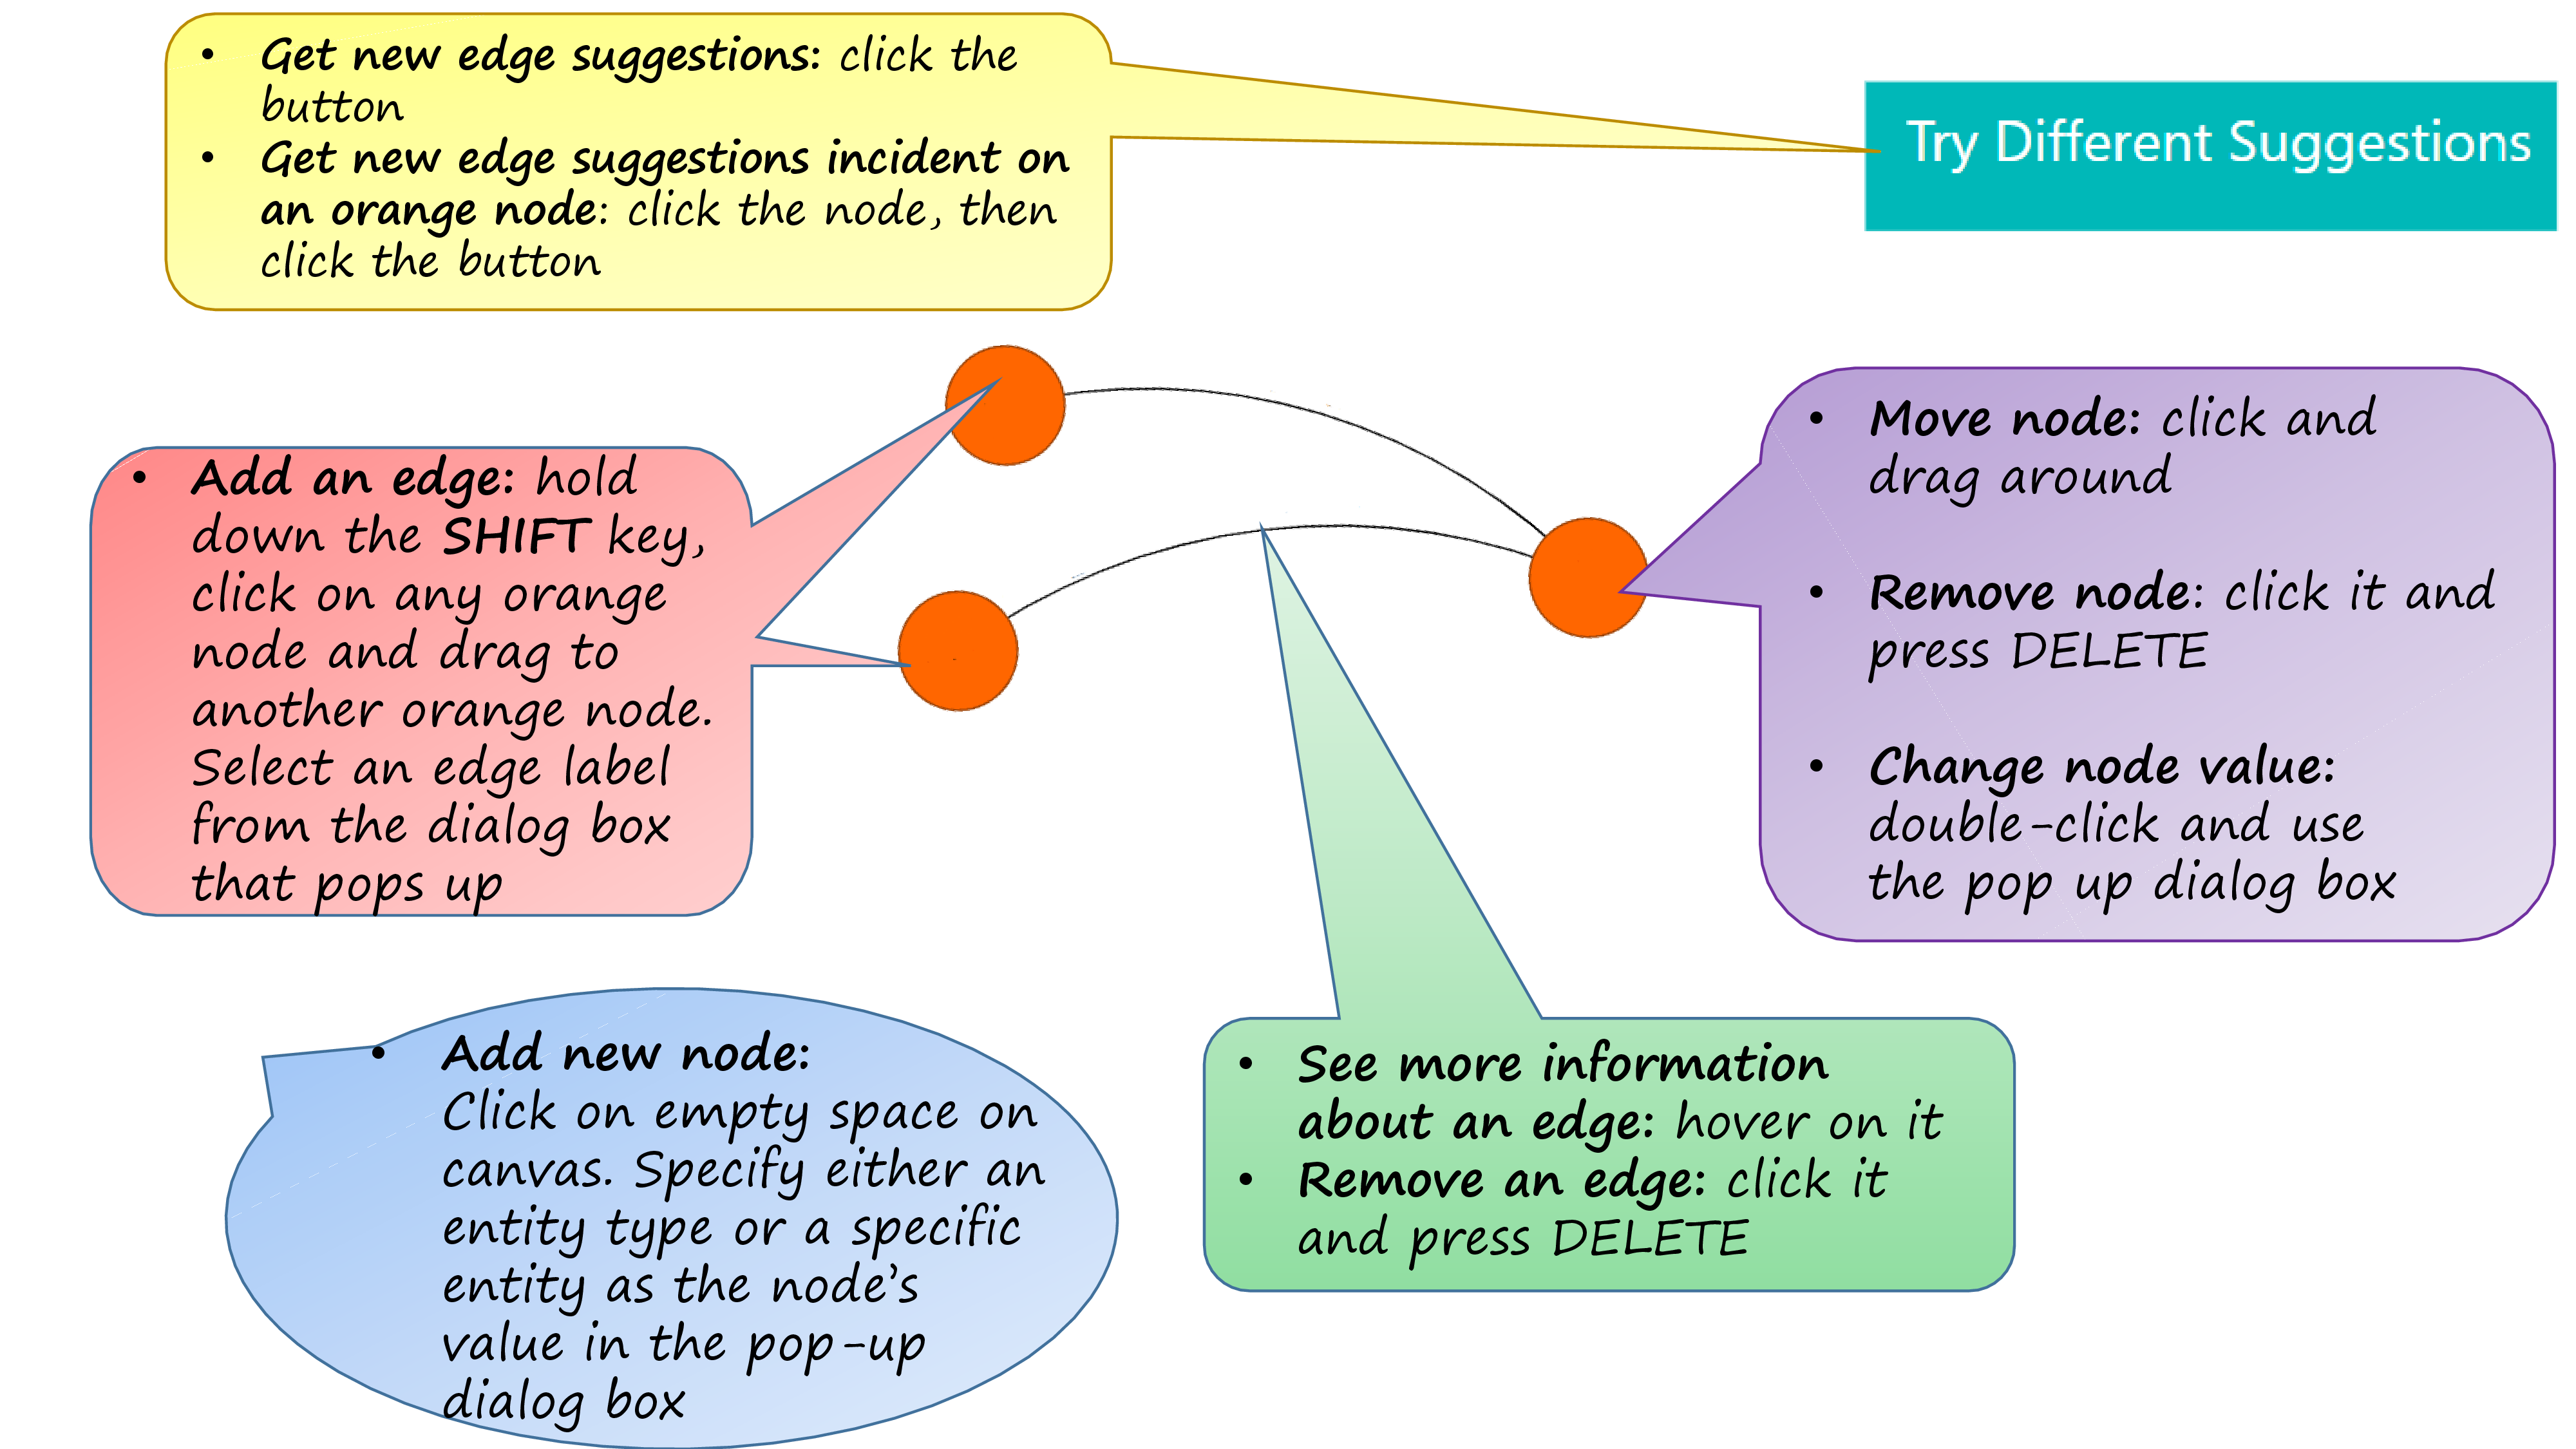 • Get new edge suggestions: click the
button
• Get new edge suggestions incident on
an orange node: click the node, then
click the button
Try Different Suggestions
• Add an edge: hold
down the SHIFT key,
click on any orange
node and drag to
another orange node.
Select an edge label
from the dialog box
that pops up
• Move node: click and
drag around
• Remove node: click it and
press DELETE
• Change node value:
double-click and use
the pop up dialog box
• Add new node:
Click on empty space on
canvas. Specify either an
entity type or a specific
entity as the node’s
value in the pop-up
dialog box
• See more information
about an edge: hover on it
• Remove an edge: click it
and press DELETE